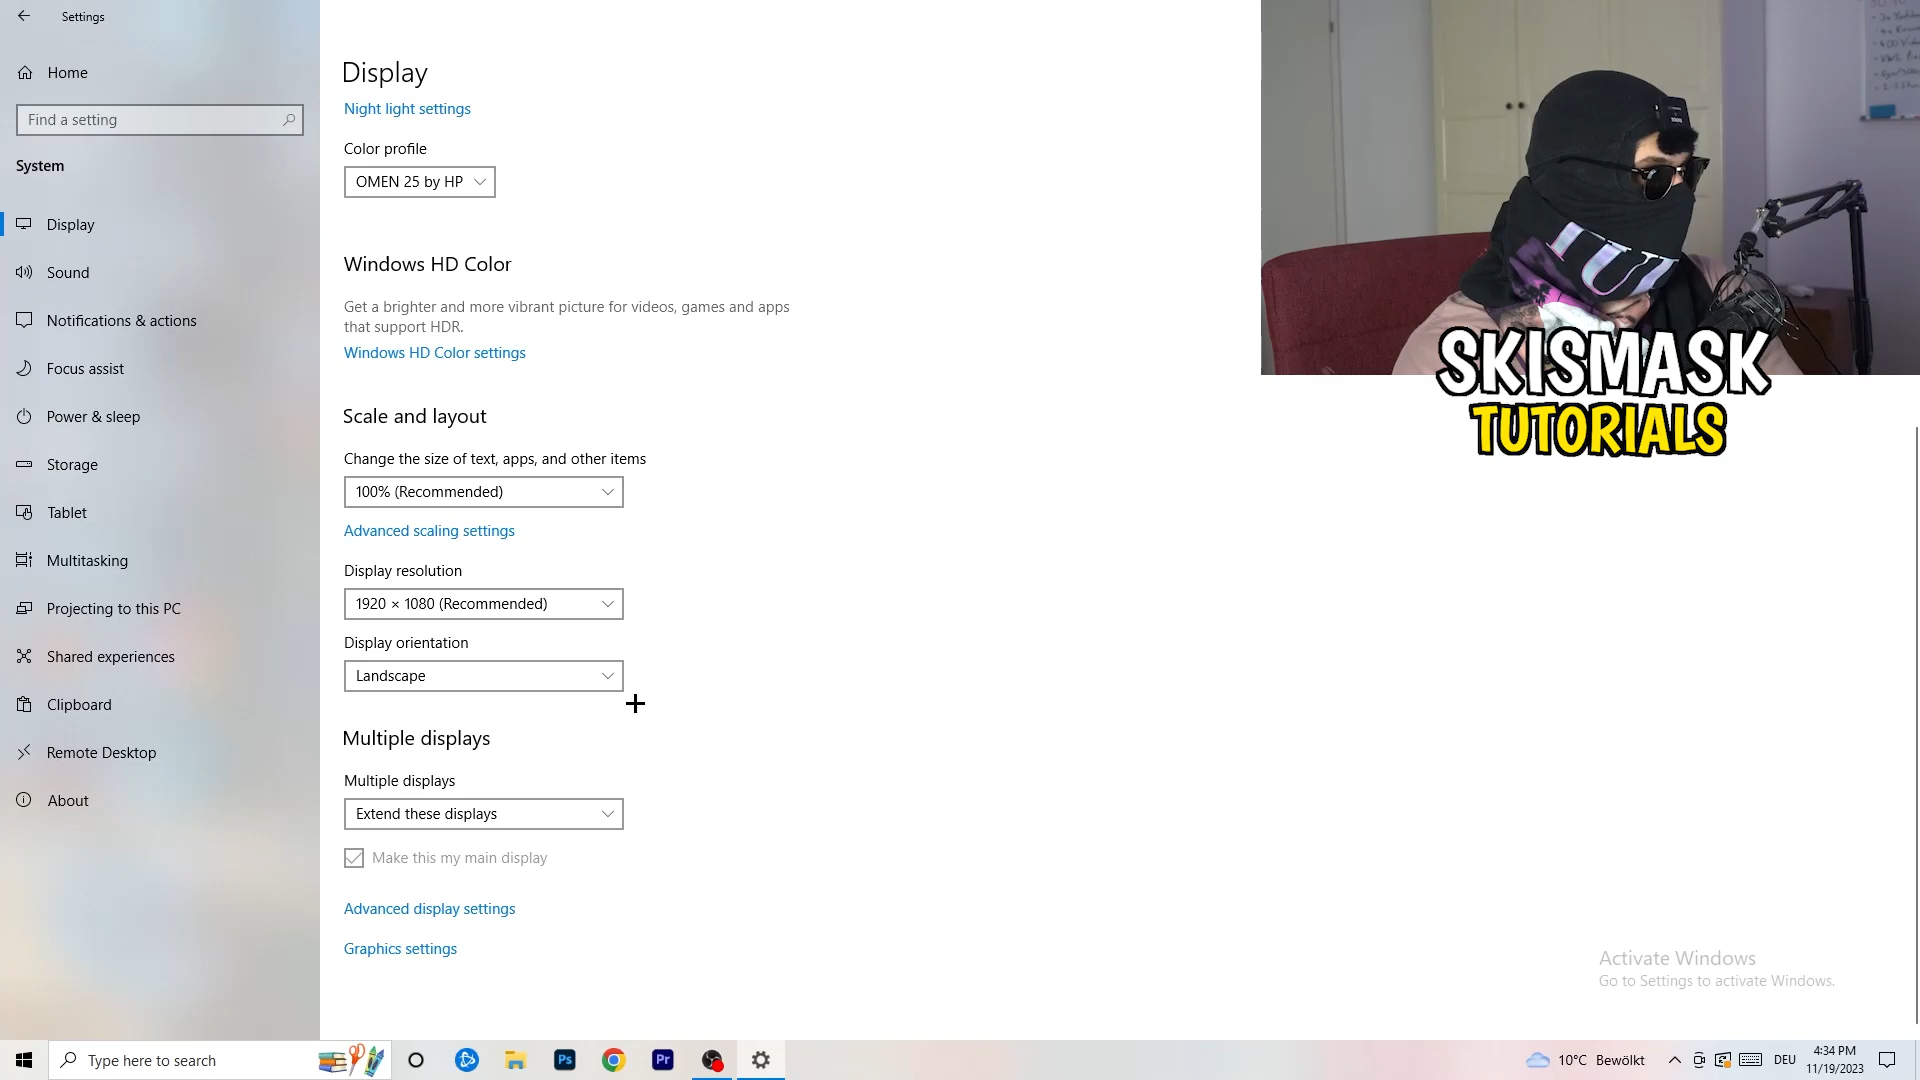 Settings
Home
Find a setting
System
Display
Sound
Notifications & actions
Focus assist
Power & sleep
Storage
Tablet
Multitasking
Projecting to this PC
Shared experiences
Clipboard
Remote Desktop
About
Display
Night light settings
Color profile
OMEN 25 by HP
Windows HD Color
Get a brighter and more vibrant picture for videos, games and apps
that support HDR.
Windows HD Color settings
Scale and layout
Change the size of text, apps, and other items
100% (Recommended)
Advanced scaling settings
Display resolution
1920 × 1080 (Recommended)
Display orientation
Landscape
Multiple displays
Multiple displays
Extend these displays
Make this my main display
Advanced display settings
Graphics settings
SKISMASK
TUTORIALS
Activate Windows
Go to Settings to activate Windows.
Type here to search
Ps
Pr
10°C Bewölkt
DEU
4:34 PM
11/19/2023